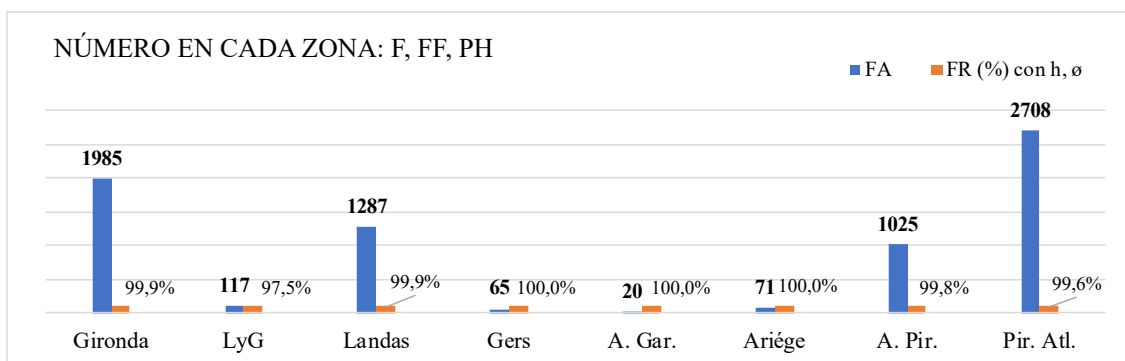 NÚMERO EN CADA ZONA: F, FF, PH
FA FR (%) con h, ø
1985 117 1287 65 20 71 1025 2708
99,9% 97,5% 99,9% 100,0% 100,0% 100,0% 99,8% 99,6%
Gironda LyG Landas Gers A. Gar. Ariége A. Pir. Pir. Atl.